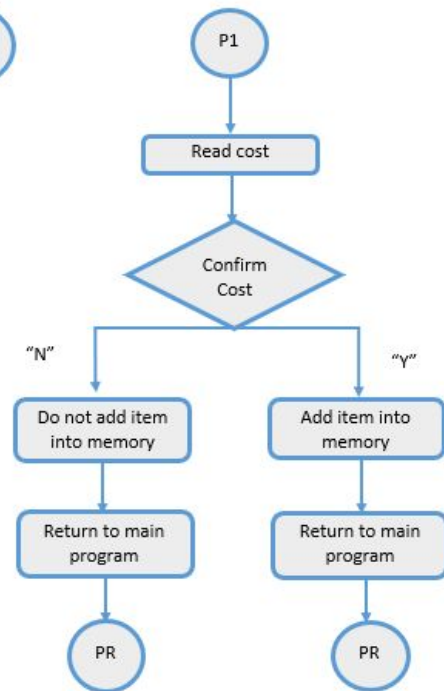 P1
Read cost
Confirm
Cost
“N”
“Y”
Do not add item
into memory
Add item into
memory
Return to main
program
Return to main
program
PR
PR